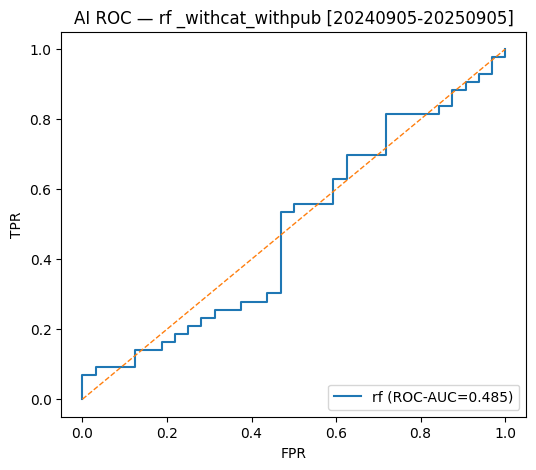 AI ROC — rf _withcat_withpub [20240905-20250905]
TPR
1.0
0.8
0.6
0.4
0.2
0.0
rf (ROC-AUC=0.485)
0.0 0.2 0.4 0.6 0.8 1.0
FPR